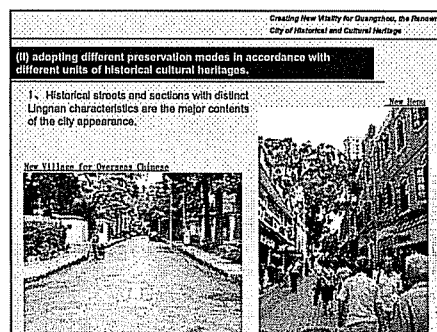 Creating New Vitality for Guangzhou, the Renown
City of Historical and Cultural Heritage
(II) adopting different preservation modes in accordance with
different units of historical cultural heritages.
1、Historical streets and sections with distinct
Lingnan characteristics are the major contents
of the city appearance.
New Village for Overseas Chinese
New